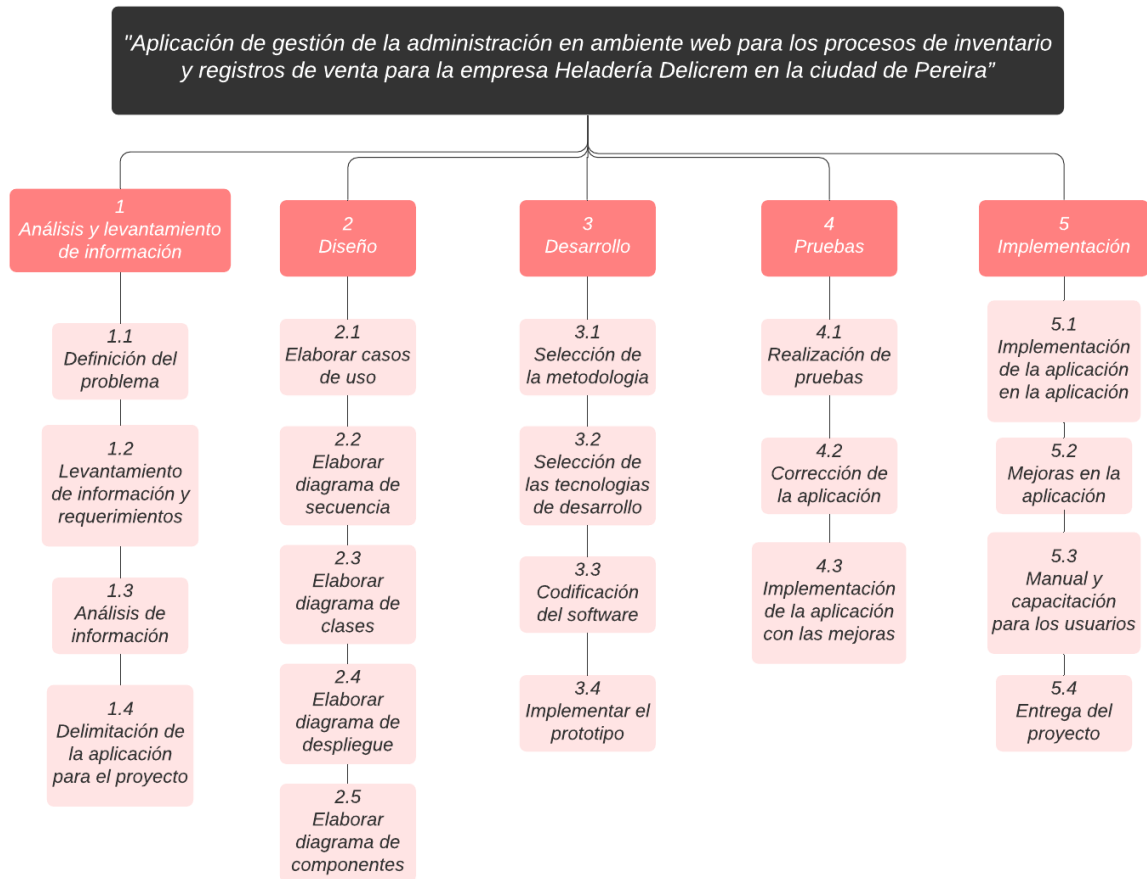 "Aplicación de gestión de la administración en ambiente web para los procesos de inventario
y registros de venta para la empresa Heladería Delicrem en la ciudad de Pereira”
1
Análisis y levantamiento
de información
1.1
Definición del
problema
1.2
Levantamiento
de información y
requerimientos
1.3
Análisis de
información
1.4
Delimitación de
la aplicación
para el proyecto
2
Diseño
2.1
Elaborar casos
de uso
2.2
Elaborar
diagrama de
secuencia
2.3
Elaborar
diagrama de
clases
2.4
Elaborar
diagrama de
despliegue
2.5
Elaborar
diagrama de
componentes
3
Desarrollo
3.1
Selección de
la metodologia
3.2
Selección de
las tecnologias
de desarrollo
3.3
Codificación
del software
3.4
Implementar el
prototipo
4
Pruebas
4.1
Realización de
pruebas
4.2
Corrección de
la aplicación
4.3
Implementación
de la aplicación
con las mejoras
5
Implementación
5.1
Implementación
de la aplicación
en la aplicación
5.2
Mejoras en la
aplicación
5.3
Manual y
capacitación
para los usuarios
5.4
Entrega del
proyecto